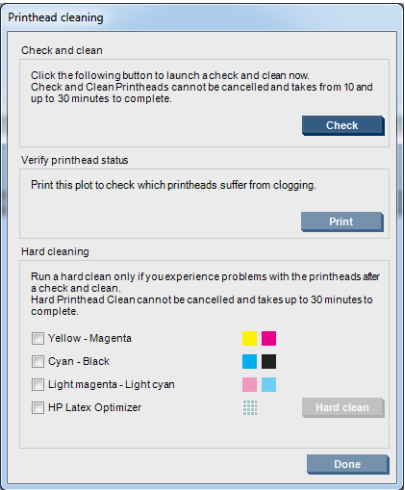 Printhead cleaning
Check and clean
Click the following button to launch a check and clean now.
Check and Clean Printheads cannot be cancelled and takes from 10 and
up to 30 minutes to complete.
Check
Verify printhead status
Print this plot to check which printheads suffer from clogging.
Print
Hard cleaning
Run a hard clean only if you experience problems with the printheads after
a check and clean.
Hard Printhead Clean cannot be cancelled and takes up to 30 minutes to
complete.
Yellow - Magenta
Cyan - Black
Light magenta - Light cyan
HP Latex Optimizer
Hard clean
Done